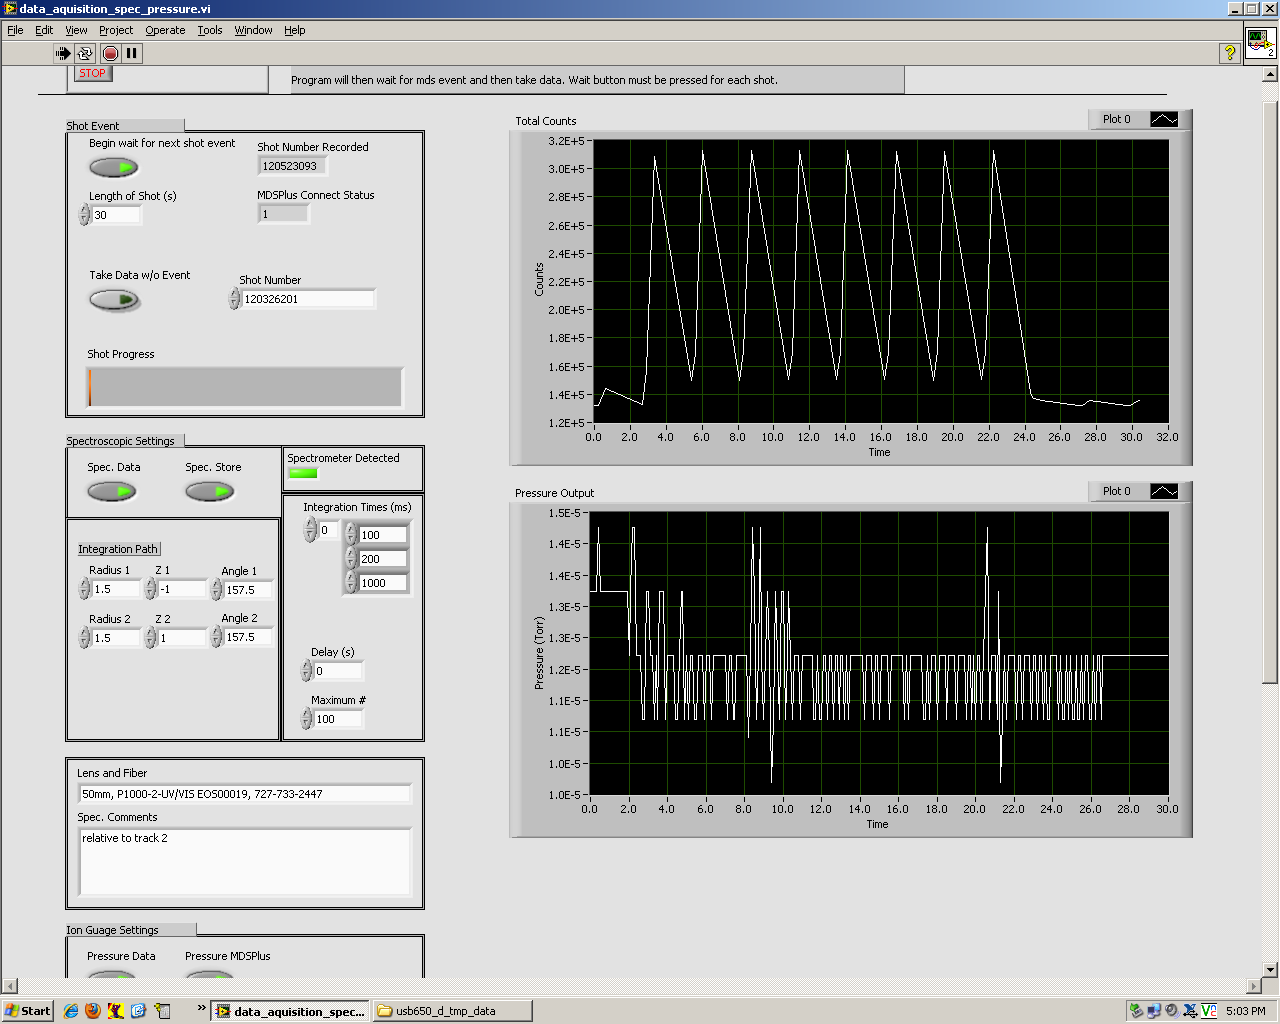 data_aquisition_spec_pressure.vi
File Edit View Project Operate Tools Window Help
2
STOP
Program will then wait for mds event and then take data. Wait button must be pressed for each shot.
Shot Event
Begin wait for next shot event
Shot Number Recorded
120523093
Length of Shot (s)
30
MDSPlus Connect Status
1
Take Data w/o Event
Shot Number
120326201
Shot Progress
Spectroscopic Settings
Spec. Data
Spec. Store
Spectrometer Detected
Integration Times (ms)
0
100
200
1000
Integration Path
Radius 1 Z 1 Angle 1
1.5 -1 157.5
Radius 2 Z 2 Angle 2
1.5 1 157.5
Delay (s)
0
Maximum #
100
Lens and Fiber
50mm, P1000-2-UV/VIS EOS00019, 727-733-2447
Spec. Comments
relative to track 2
Ion Guage Settings
Pressure Data
Pressure MDSPlus
Total Counts
Plot 0
3.2E+5
3.0E+5
2.8E+5
2.6E+5
2.4E+5
2.2E+5
2.0E+5
1.8E+5
1.6E+5
1.4E+5
1.2E+5
Counts
0.0 2.0 4.0 6.0 8.0 10.0 12.0 14.0 16.0 18.0 20.0 22.0 24.0 26.0 28.0 30.0 32.0
Time
Pressure Output
Plot 0
1.5E-5
1.4E-5
1.4E-5
1.3E-5
1.3E-5
1.2E-5
1.1E-5
1.1E-5
1.0E-5
1.0E-5
Pressure (Torr)
0.0 2.0 4.0 6.0 8.0 10.0 12.0 14.0 16.0 18.0 20.0 22.0 24.0 26.0 28.0 30.0
Time
Start
data_aquisition_spec...
usb650_d_tmp_data
5:03 PM